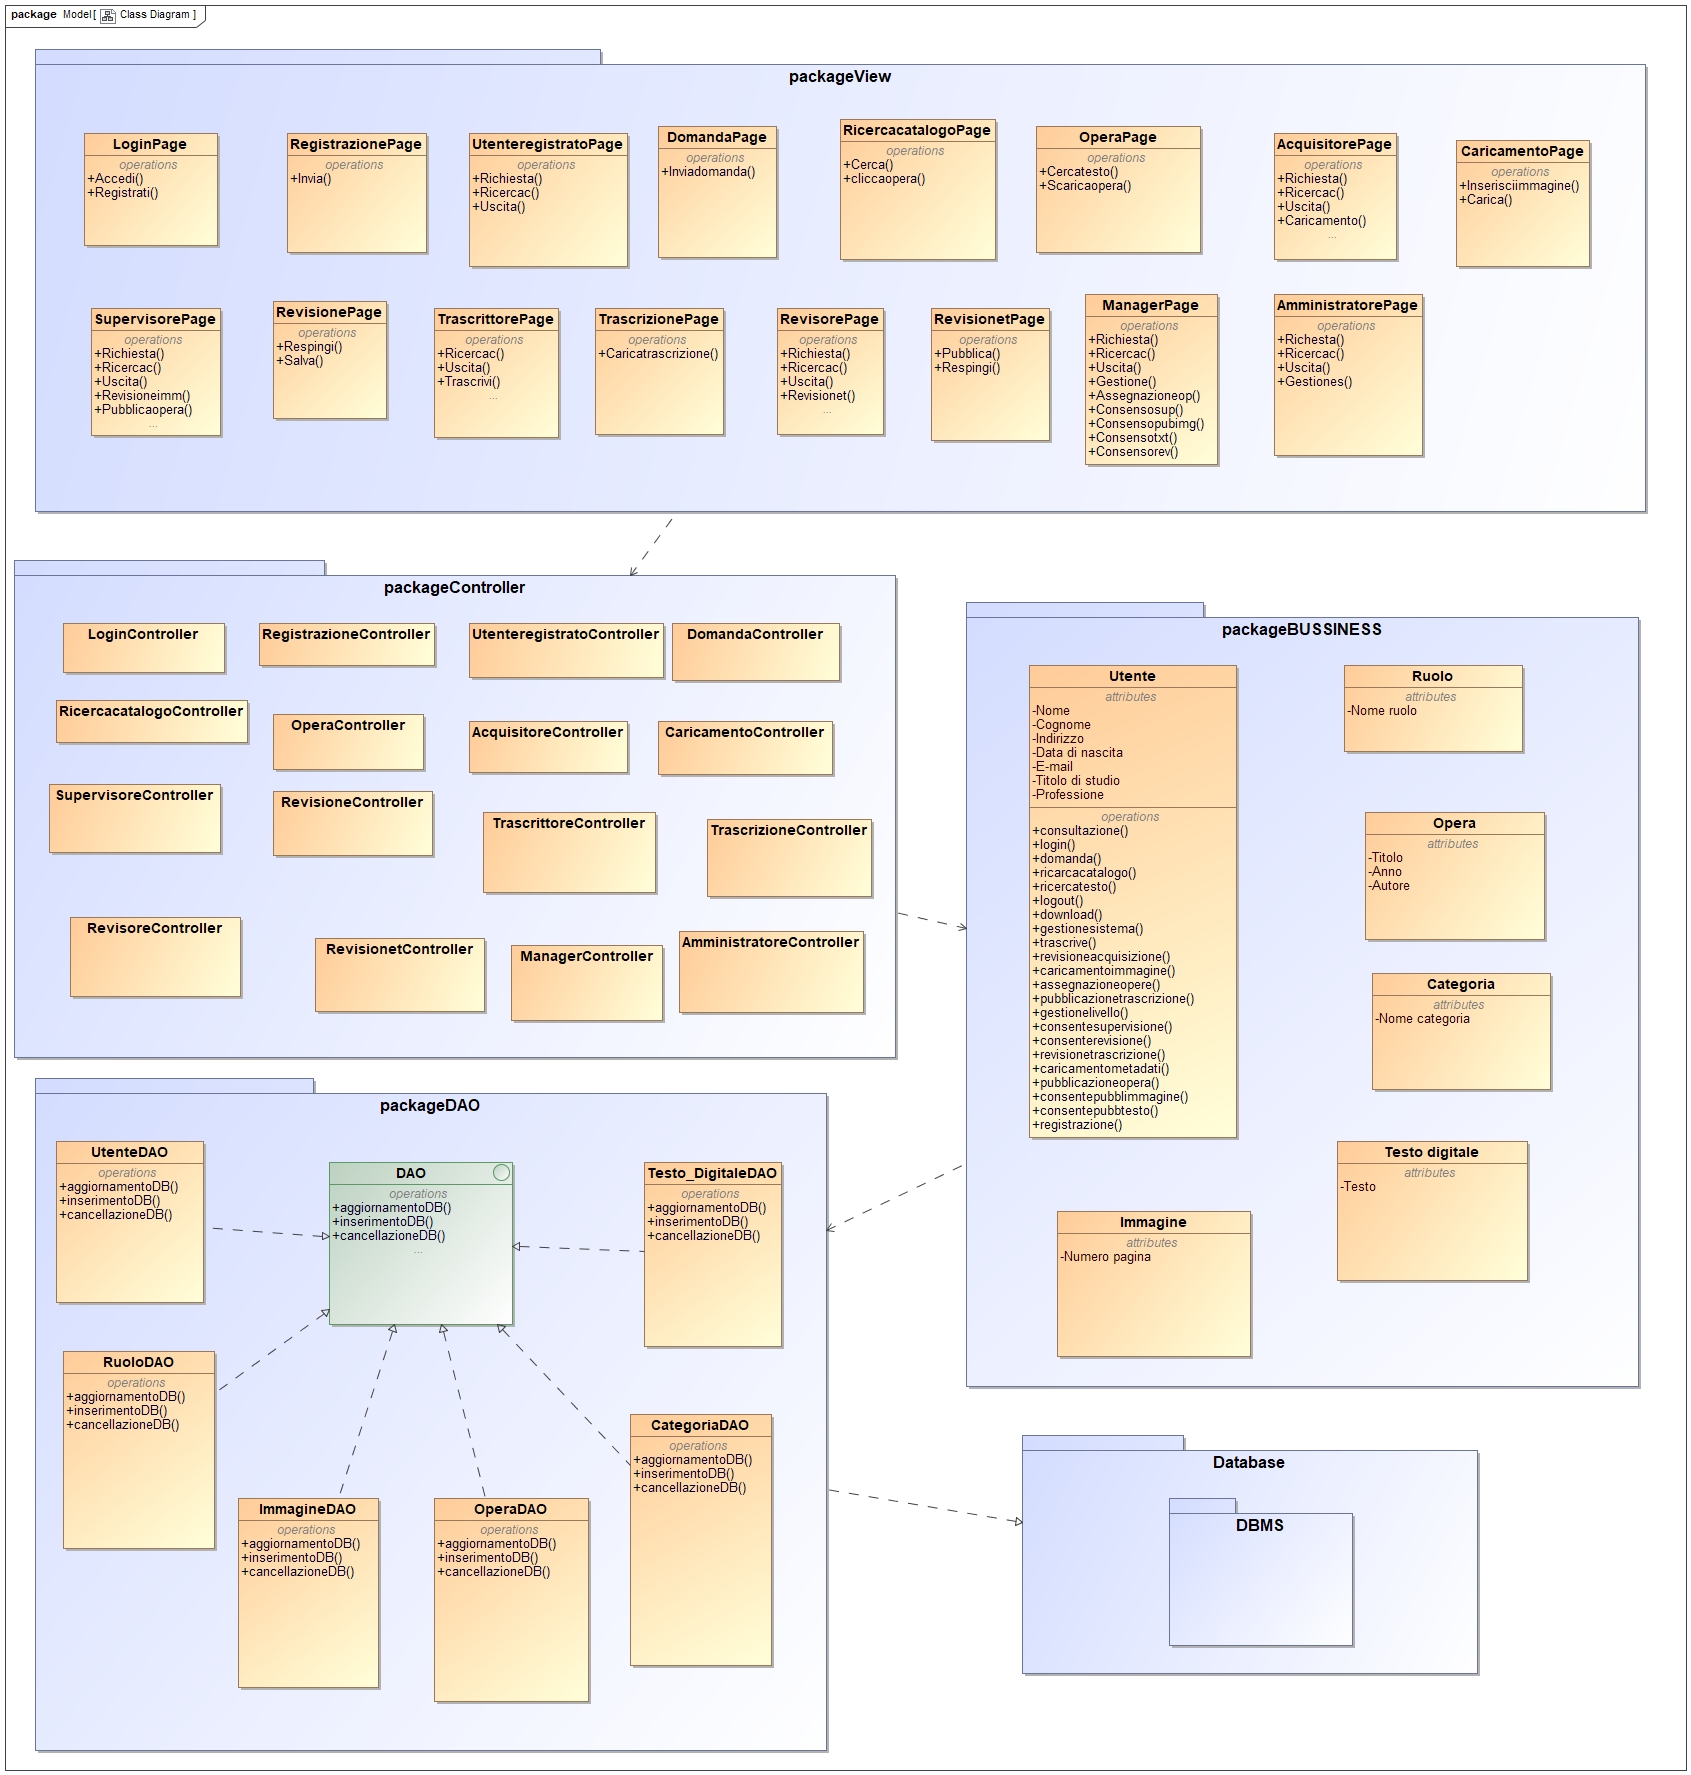 package Model[ Class Diagram ]
packageView
LoginPage
operations
+Accedi()
+Registrati()
RegistrazionePage
operations
+Invia()
UtenteregistratoPage
operations
+Richiesta()
+Ricercac()
+Uscita()
DomandaPage
operations
+Inviadomanda()
RicercacatalogoPage
operations
+Cerca()
+cliccaopera()
OperaPage
operations
+Cercatesto()
+Scaricaopera()
AcquisitorePage
operations
+Richiesta()
+Ricercac()
+Uscita()
+Caricamento()
...
CaricamentoPage
operations
+Inserisciimmagine()
+Carica()
SupervisorePage
operations
+Richiesta()
+Ricercac()
+Uscita()
+Revisioneimm()
+Pubblicaopera()
...
RevisionePage
operations
+Respingi()
+Salva()
TrascrittorePage
operations
+Ricercac()
+Uscita()
+Trascrivi()
...
TrascrizionePage
operations
+Caricatrascrizione()
RevisorePage
operations
+Richiesta()
+Ricercac()
+Uscita()
+Revisionet()
...
RevisionetPage
operations
+Pubblica()
+Respingi()
ManagerPage
operations
+Richiesta()
+Ricercac()
+Uscita()
+Gestione()
+Assegnazioneop()
+Consensosup()
+Consensopubimg()
+Consensotxt()
+Consensorev()
AmministratorePage
operations
+Richesta()
+Ricercac()
+Uscita()
+Gestiones()
packageController
LoginController
RegistrazioneController
UtenteregistratoController
DomandaController
RicercacatalogoController
OperaController
AcquisitoreController
CaricamentoController
SupervisoreController
RevisioneController
TrascrittoreController
TrascrizioneController
RevisoreController
RevisionetController
ManagerController
AmministratoreController
packageBUSSINESS
Utente
attributes
-Nome
-Cognome
-Indirizzo
-Data di nascita
-E-mail
-Titolo di studio
-Professione
operations
+consultazione()
+login()
+domanda()
+ricarcacatalogo()
+ricercatesto()
+logout()
+download()
+gestionesistema()
+trascrive()
+revisioneacquisizione()
+caricamentoimmagine()
+assegnazioneopere()
+pubblicazionetrascrizione()
+gestionelivello()
+consentesupervisione()
+consenterevisione()
+revisionetrascrizione()
+caricamentometadati()
+pubblicazioneopera()
+consentepubblimmagine()
+consentepubbtesto()
+registrazione()
Ruolo
attributes
-Nome ruolo
Opera
attributes
-Titolo
-Anno
-Autore
Categoria
attributes
-Nome categoria
Testo digitale
attributes
-Testo
Immagine
attributes
-Numero pagina
packageDAO
UtenteDAO
operations
+aggiornamentoDB()
+inserimentoDB()
+cancellazioneDB()
DAO
operations
+aggiornamentoDB()
+inserimentoDB()
+cancellazioneDB()
...
Testo_DigitaleDAO
operations
+aggiornamentoDB()
+inserimentoDB()
+cancellazioneDB()
RuoloDAO
operations
+aggiornamentoDB()
+inserimentoDB()
+cancellazioneDB()
ImmagineDAO
operations
+aggiornamentoDB()
+inserimentoDB()
+cancellazioneDB()
OperaDAO
operations
+aggiornamentoDB()
+inserimentoDB()
+cancellazioneDB()
CategoriaDAO
operations
+aggiornamentoDB()
+inserimentoDB()
+cancellazioneDB()
Database
DBMS